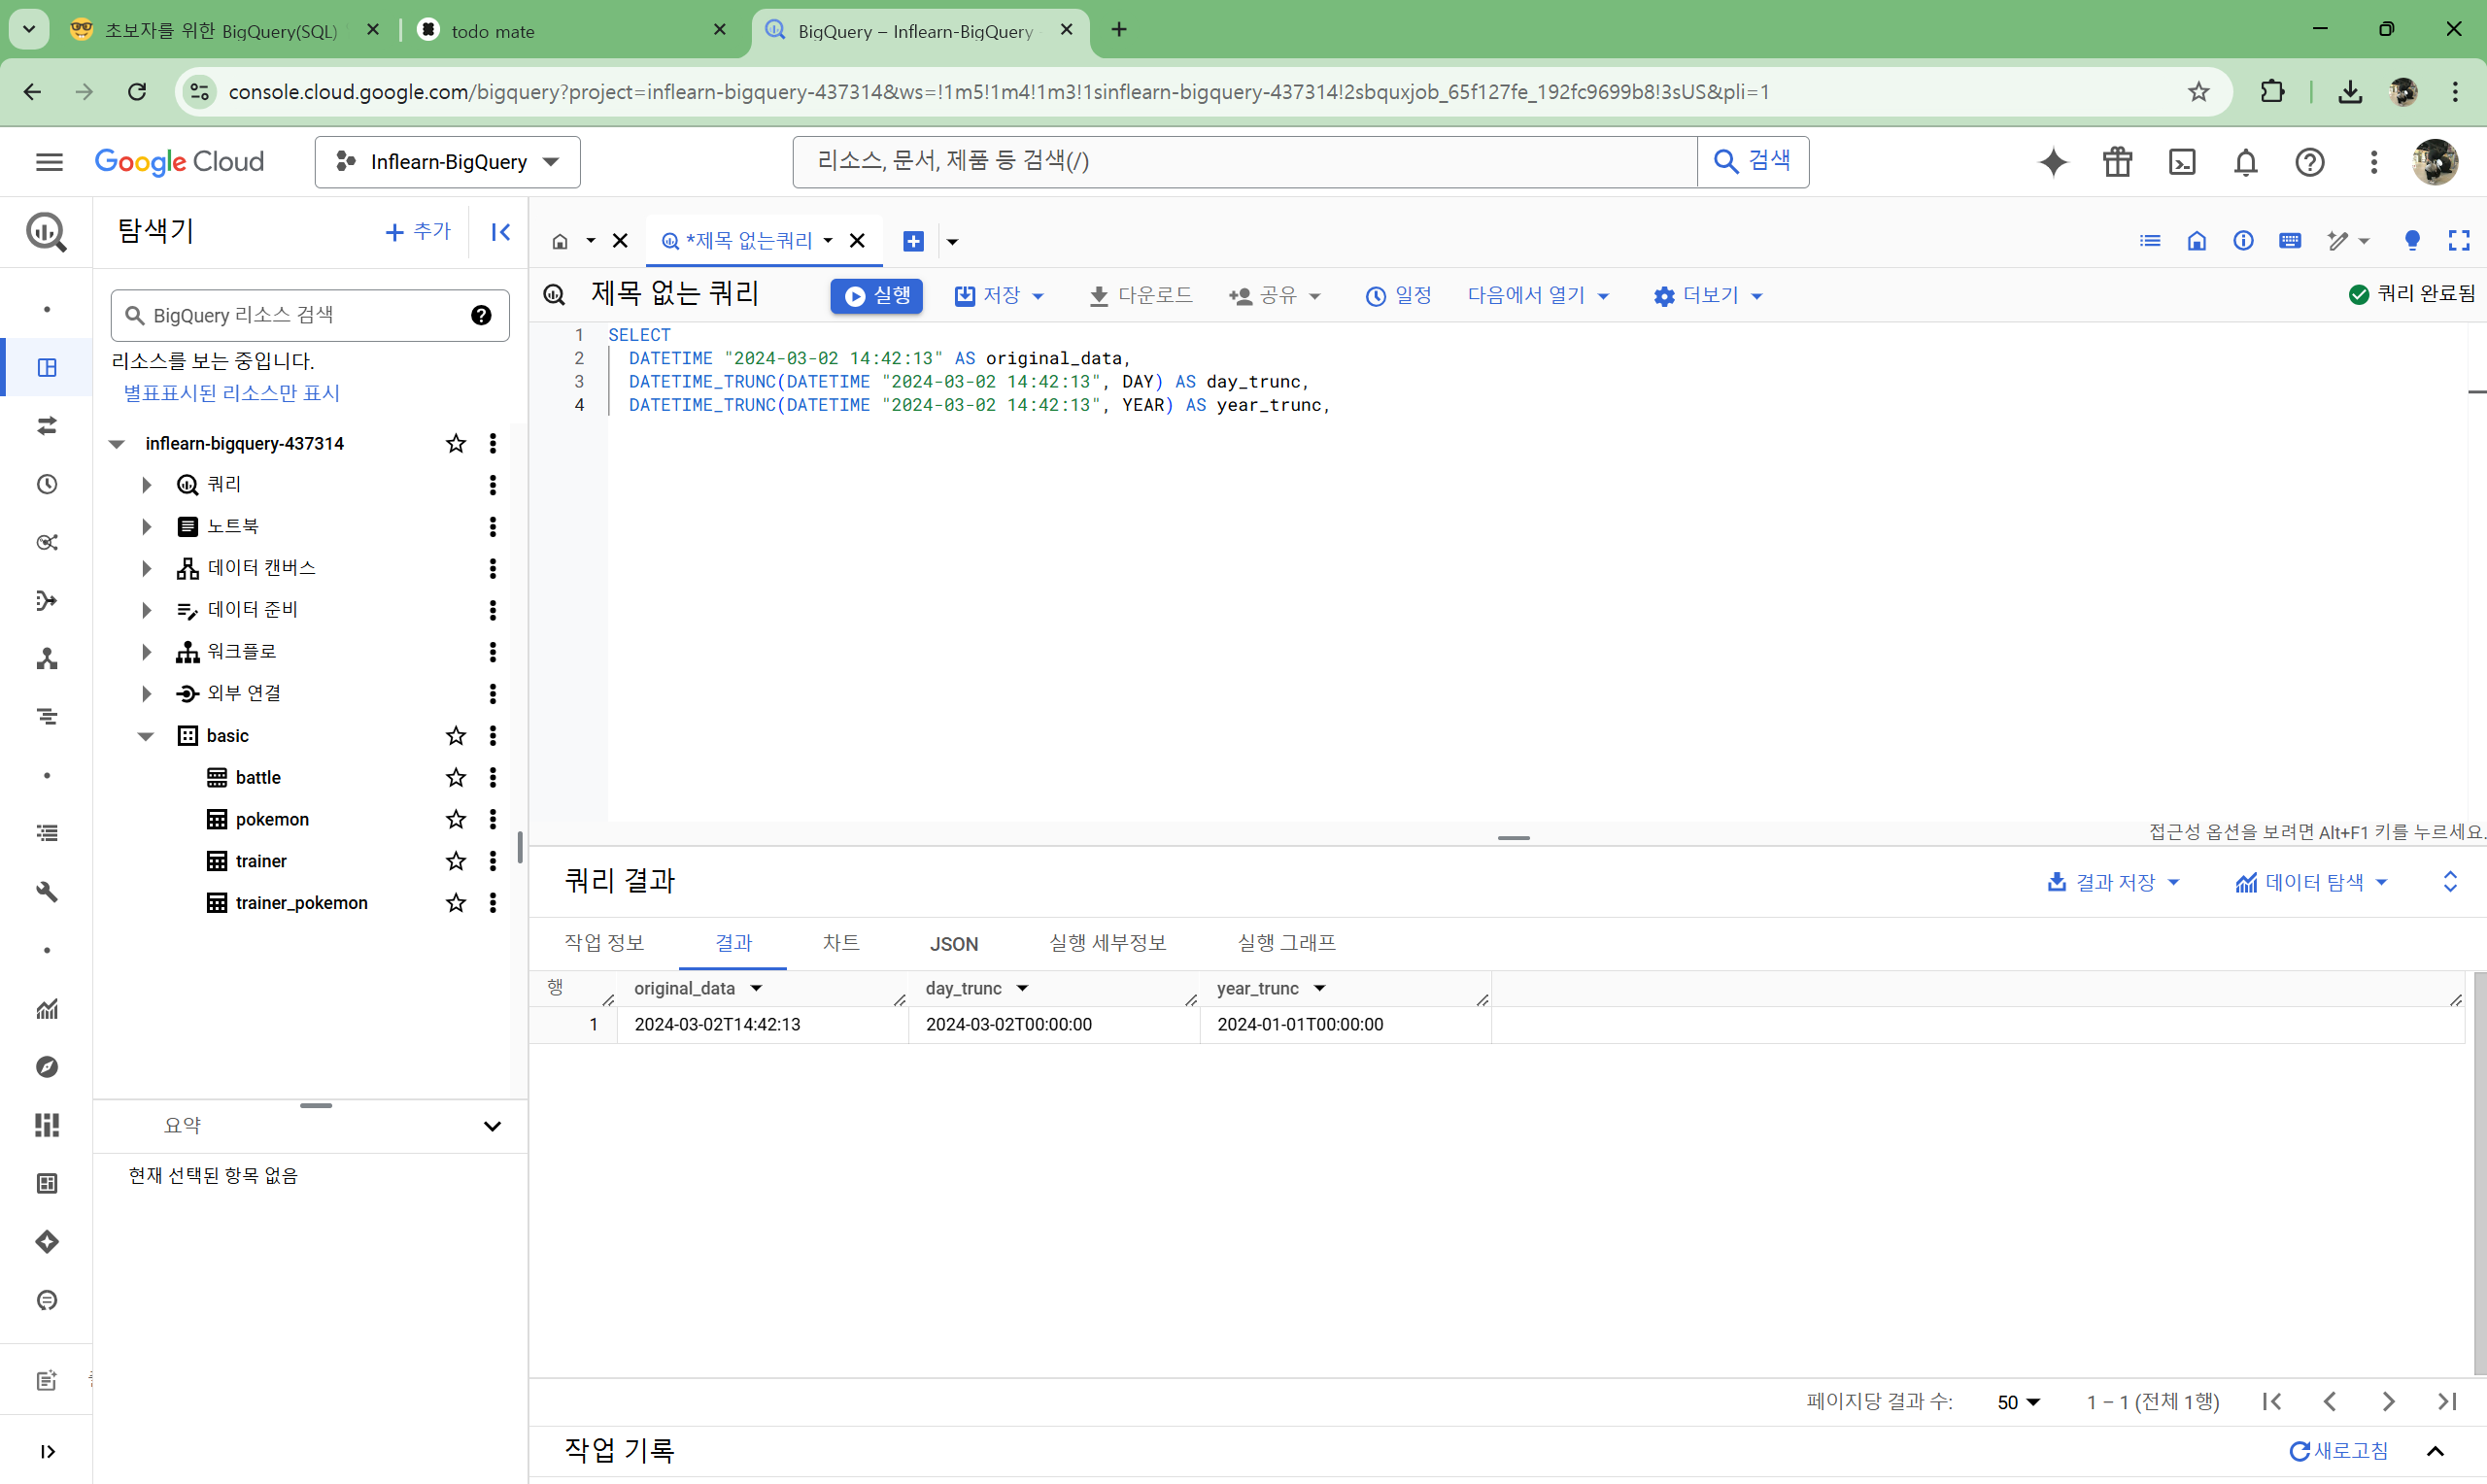 초보자를 위한 BigQuery(SQL)
todo mate
BigQuery – Inflearn-BigQuery
console.cloud.google.com/bigquery?project=inflearn-bigquery-437314&ws=!1m5!1m4!1m3!1sinflearn-bigquery-437314!2sbquxjob_65f127fe_192fc9699b8!3sUS&pli=1
Google Cloud
Inflearn-BigQuery
리소스, 문서, 제품 등 검색(/)
검색
탐색기
추가
BigQuery 리소스 검색
리소스를 보는 중입니다.
별표표시된 리소스만 표시
inflearn-bigquery-437314
쿼리
노트북
데이터 캔버스
데이터 준비
워크플로
외부 연결
basic
battle
pokemon
trainer
trainer_pokemon
요약
현재 선택된 항목 없음
*제목 없는쿼리
제목 없는 쿼리
실행
저장
다운로드
공유
일정
다음에서 열기
더보기
쿼리 완료됨
1 SELECT
2 DATETIME "2024-03-02 14:42:13" AS original_data,
3 DATETIME_TRUNC(DATETIME "2024-03-02 14:42:13", DAY) AS day_trunc,
4 DATETIME_TRUNC(DATETIME "2024-03-02 14:42:13", YEAR) AS year_trunc,
접근성 옵션을 보려면 Alt+F1 키를 누르세요.
쿼리 결과
결과 저장
데이터 탐색
작업 정보 결과 차트 JSON 실행 세부정보 실행 그래프
행 original_data day_trunc year_trunc
1 2024-03-02T14:42:13 2024-03-02T00:00:00 2024-01-01T00:00:00
페이지당 결과 수: 50 1 – 1 (전체 1행)
작업 기록
새로고침